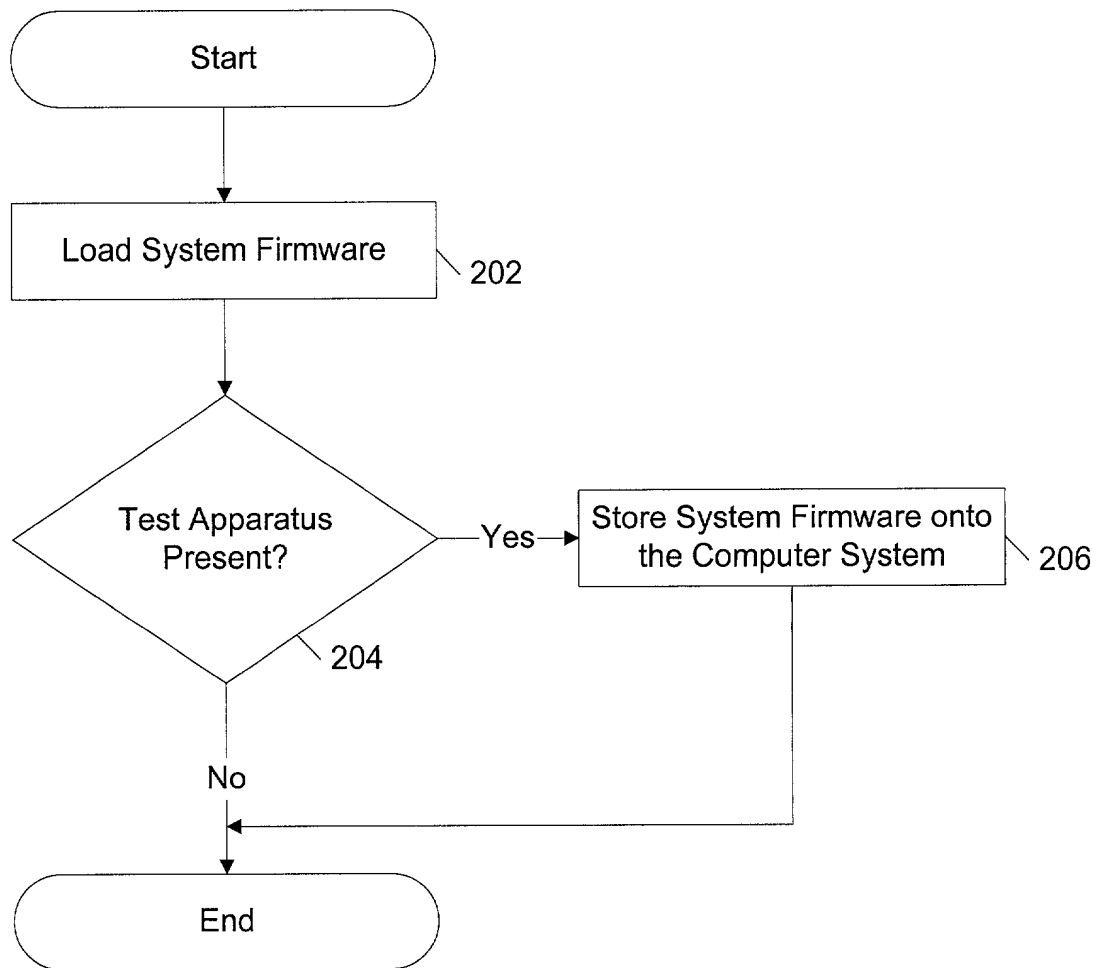 Start
Load System Firmware
202
Test Apparatus
Present?
204
Yes
Store System Firmware onto
the Computer System
206
No
End